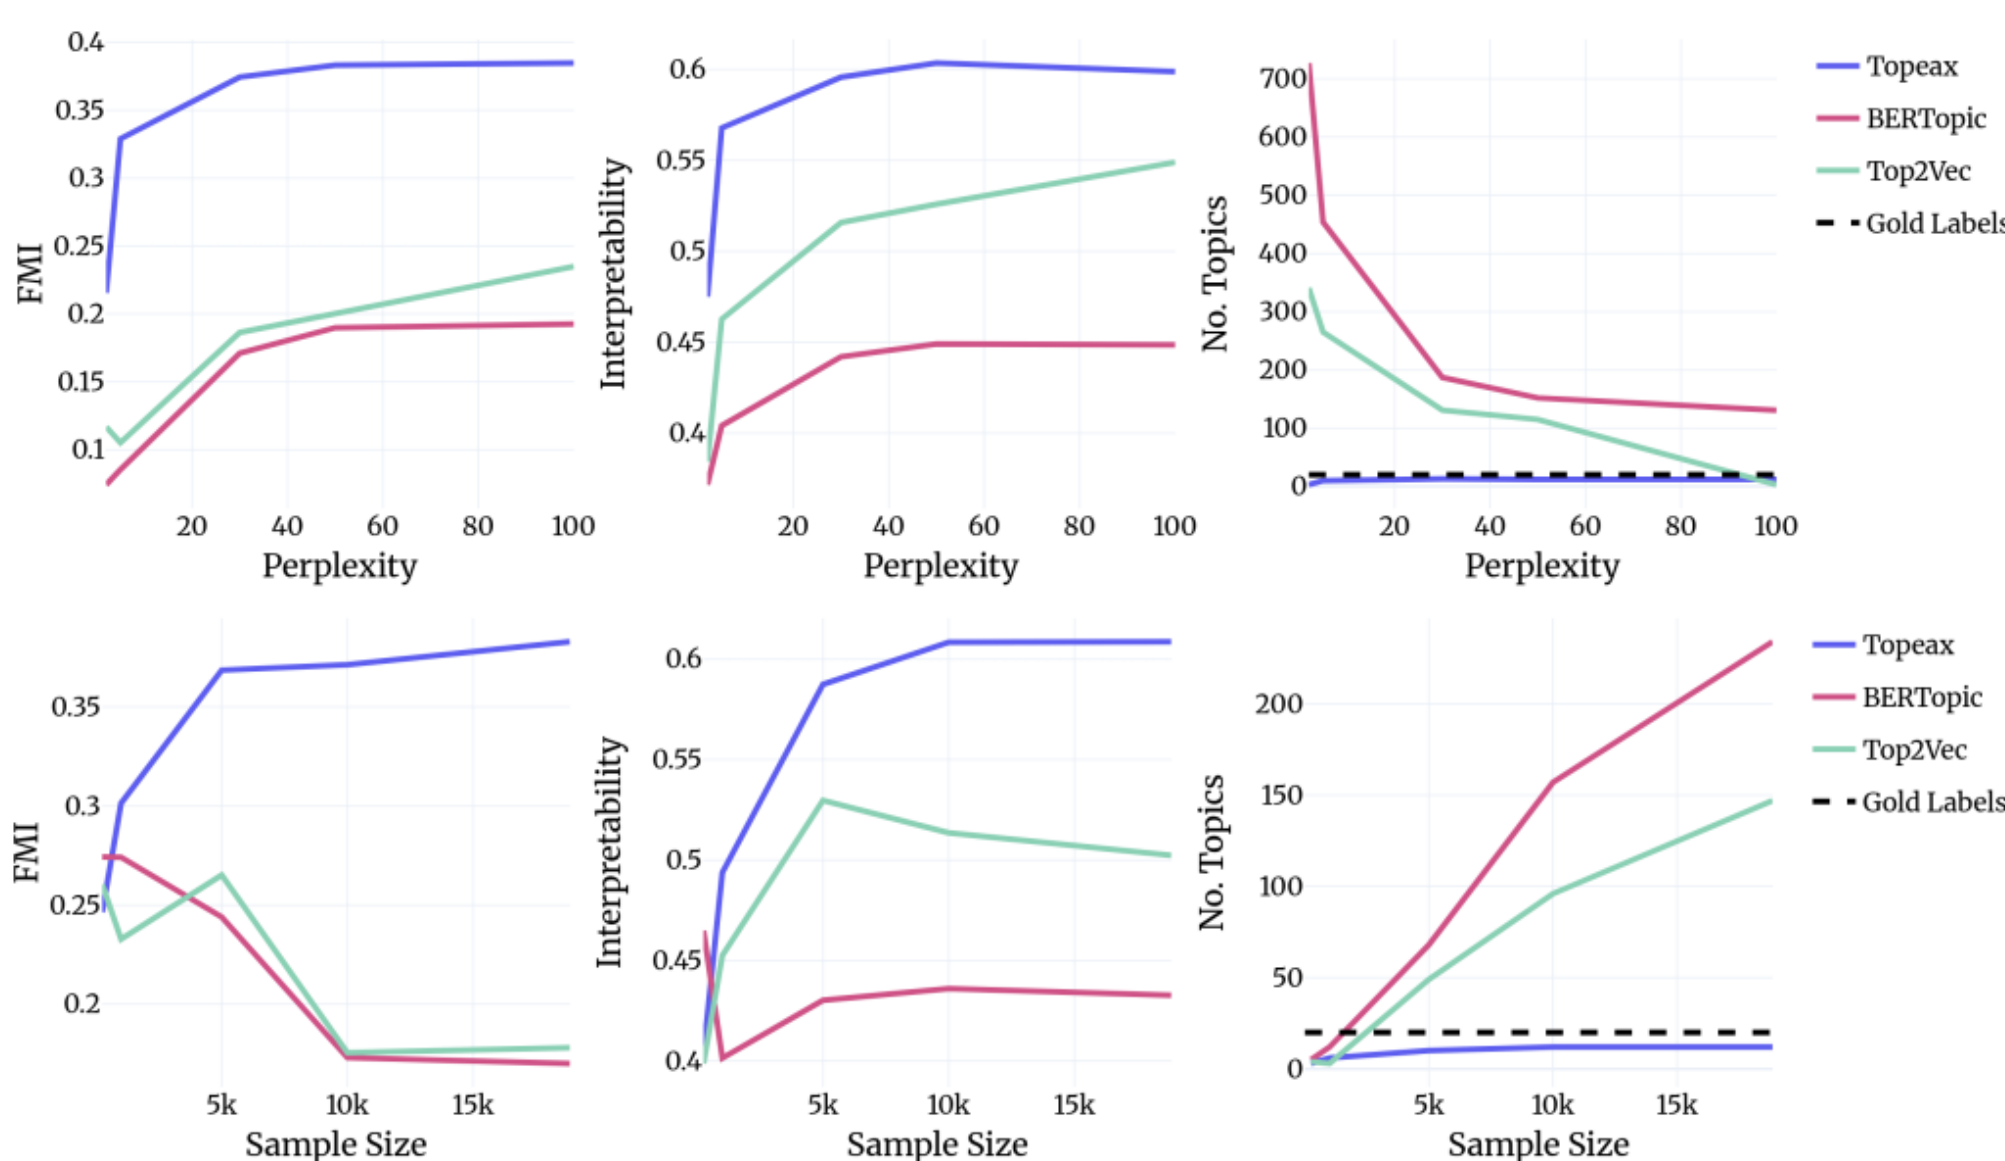 FMI
0.4
0.35
0.3
0.25
0.2
0.15
0.1
20 40 60 80 100
Perplexity
Interpretability
0.6
0.55
0.5
0.45
0.4
20 40 60 80 100
Perplexity
No. Topics
700
600
500
400
300
200
100
0
20 40 60 80 100
Perplexity
Topeax
BERTopic
Top2Vec
Gold Labels
FMI
0.35
0.3
0.25
0.2
5k 10k 15k
Sample Size
Interpretability
0.6
0.55
0.5
0.45
0.4
5k 10k 15k
Sample Size
No. Topics
200
150
100
50
0
5k 10k 15k
Sample Size
Topeax
BERTopic
Top2Vec
Gold Labels